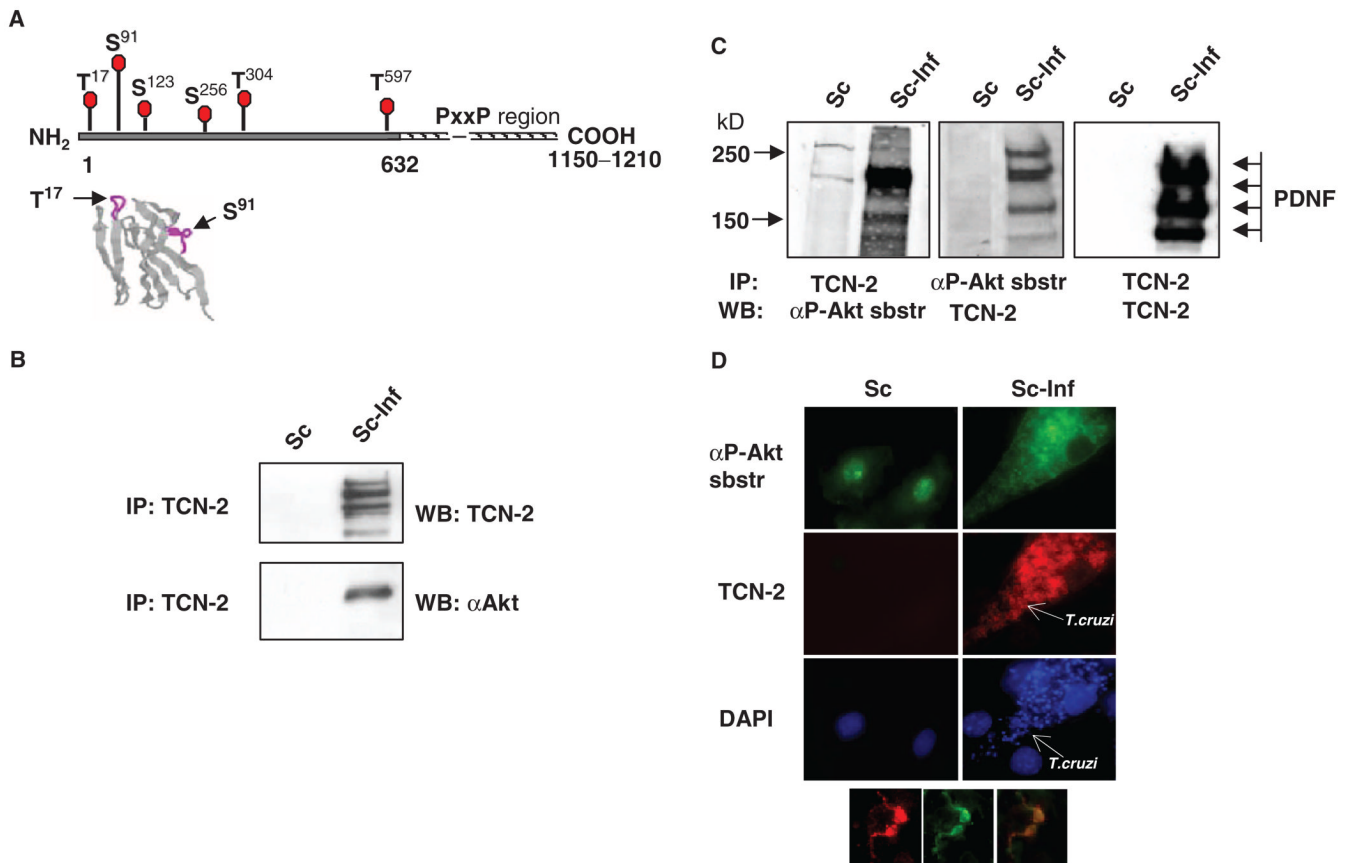 A
S91
T17
S123
S256
T304
T597
PxxP region
NH2
COOH
1
632
1150–1210
T17
S91
B
Sc
Sc-Inf
IP: TCN-2
WB: TCN-2
IP: TCN-2
WB: αAkt
C
Sc
Sc-Inf
Sc
Sc-Inf
Sc
Sc-Inf
kD
250
150
PDNF
IP: TCN-2 αP-Akt sbstr TCN-2
WB: αP-Akt sbstr TCN-2 TCN-2
D
Sc
Sc-Inf
αP-Akt
sbstr
TCN-2
T.cruzi
DAPI
T.cruzi